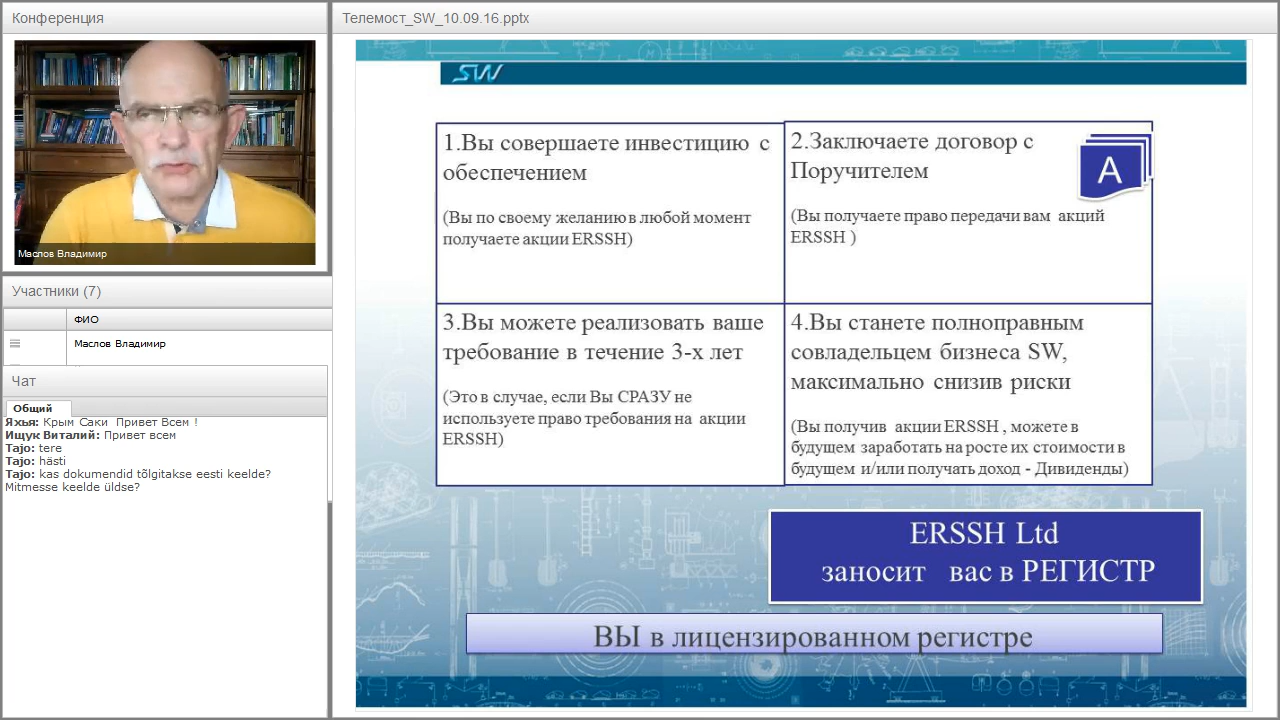 Конференция
Маслов Владимир
Участники (7)
ФИО
Маслов Владимир
Чат
Общий
Яхья: Крым Саки Привет Всем !
Ищук Виталий: Привет всем
Tajo: tere
Tajo: hästi
Tajo: kas dokumendid tõlgitakse eesti keelde?
Mitmesse keelde üldse?
Телемост_SW_10.09.16.pptx
SW
1.Вы совершаете инвестицию с
обеспечением
(Вы по своему желанию в любой момент
получаете акции ERSSH)
2.Заключаете договор с
Поручителем
A
(Вы получаете право передачи вам акций
ERSSH )
3.Вы можете реализовать ваше
требование в течение 3-х лет
(Это в случае, если Вы СРАЗУ не
используете право требования на акции
ERSSH)
4.Вы станете полноправным
совладельцем бизнеса SW,
максимально снизив риски
(Вы получив акции ERSSH , можете в
будущем заработать на росте их стоимости в
будущем и/или получать доход - Дивиденды)
ERSSH Ltd
заносит вас в РЕГИСТР
ВЫ в лицензированном регистре